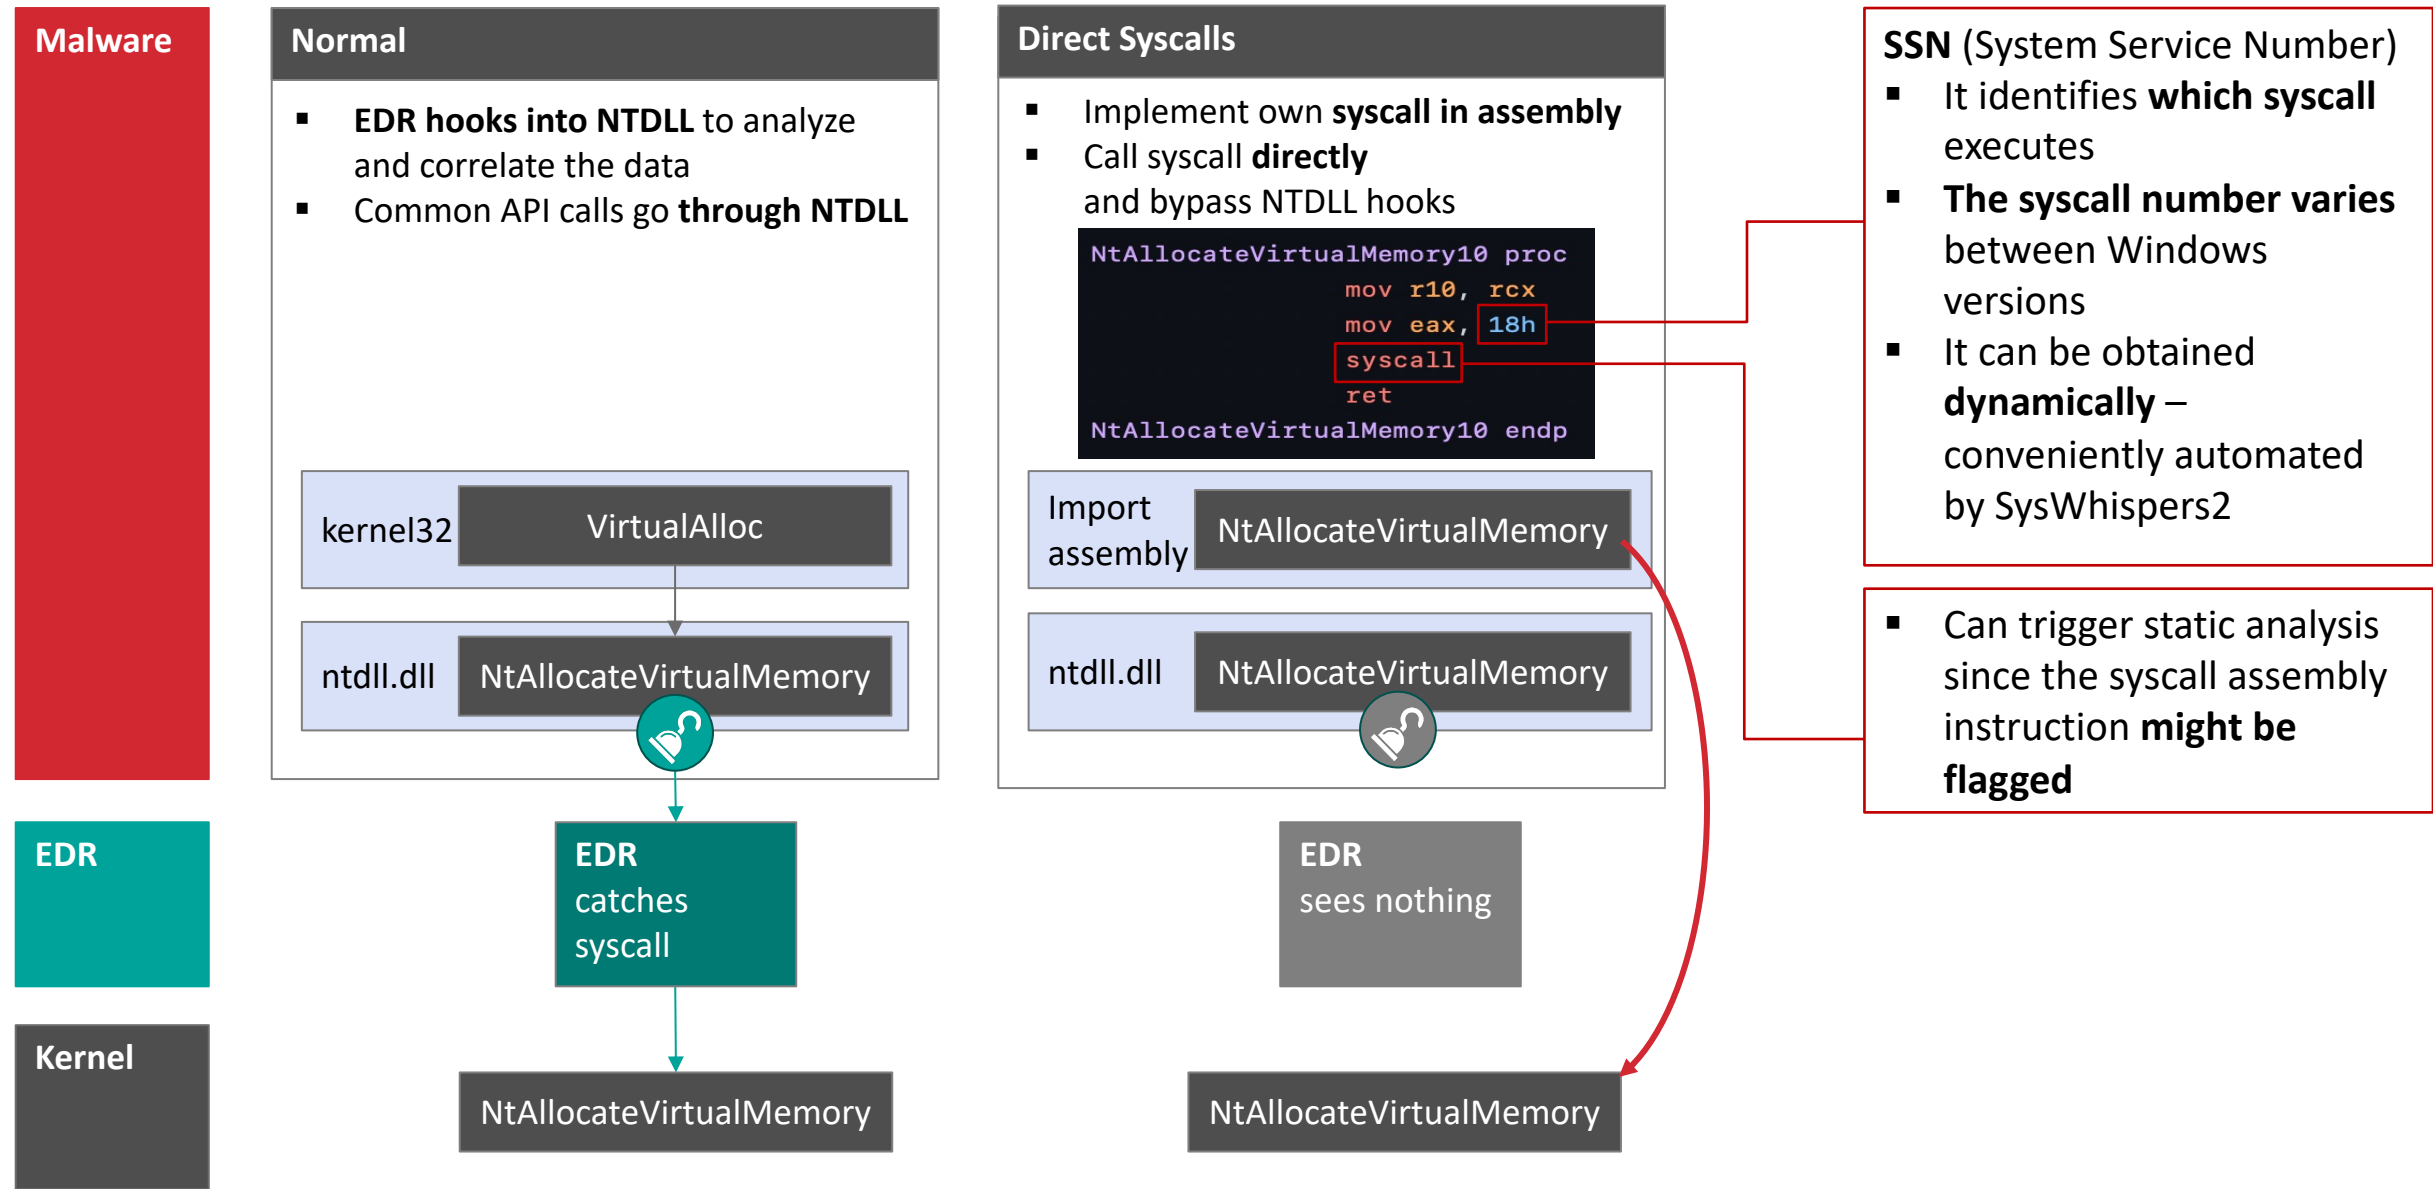 Malware
Normal
▪ EDR hooks into NTDLL to analyze
and correlate the data
▪ Common API calls go through NTDLL
kernel32
VirtualAlloc
ntdll.dll
NtAllocateVirtualMemory
Direct Syscalls
▪ Implement own syscall in assembly
▪ Call syscall directly
and bypass NTDLL hooks
NtAllocateVirtualMemory10 proc
mov r10, rcx
mov eax, 18h
syscall
ret
NtAllocateVirtualMemory10 endp
Import
assembly
NtAllocateVirtualMemory
ntdll.dll
NtAllocateVirtualMemory
SSN (System Service Number)
▪ It identifies which syscall
executes
▪ The syscall number varies
between Windows
versions
▪ It can be obtained
dynamically –
conveniently automated
by SysWhispers2
▪ Can trigger static analysis
since the syscall assembly
instruction might be
flagged
EDR
EDR
catches
syscall
EDR
sees nothing
Kernel
NtAllocateVirtualMemory
NtAllocateVirtualMemory